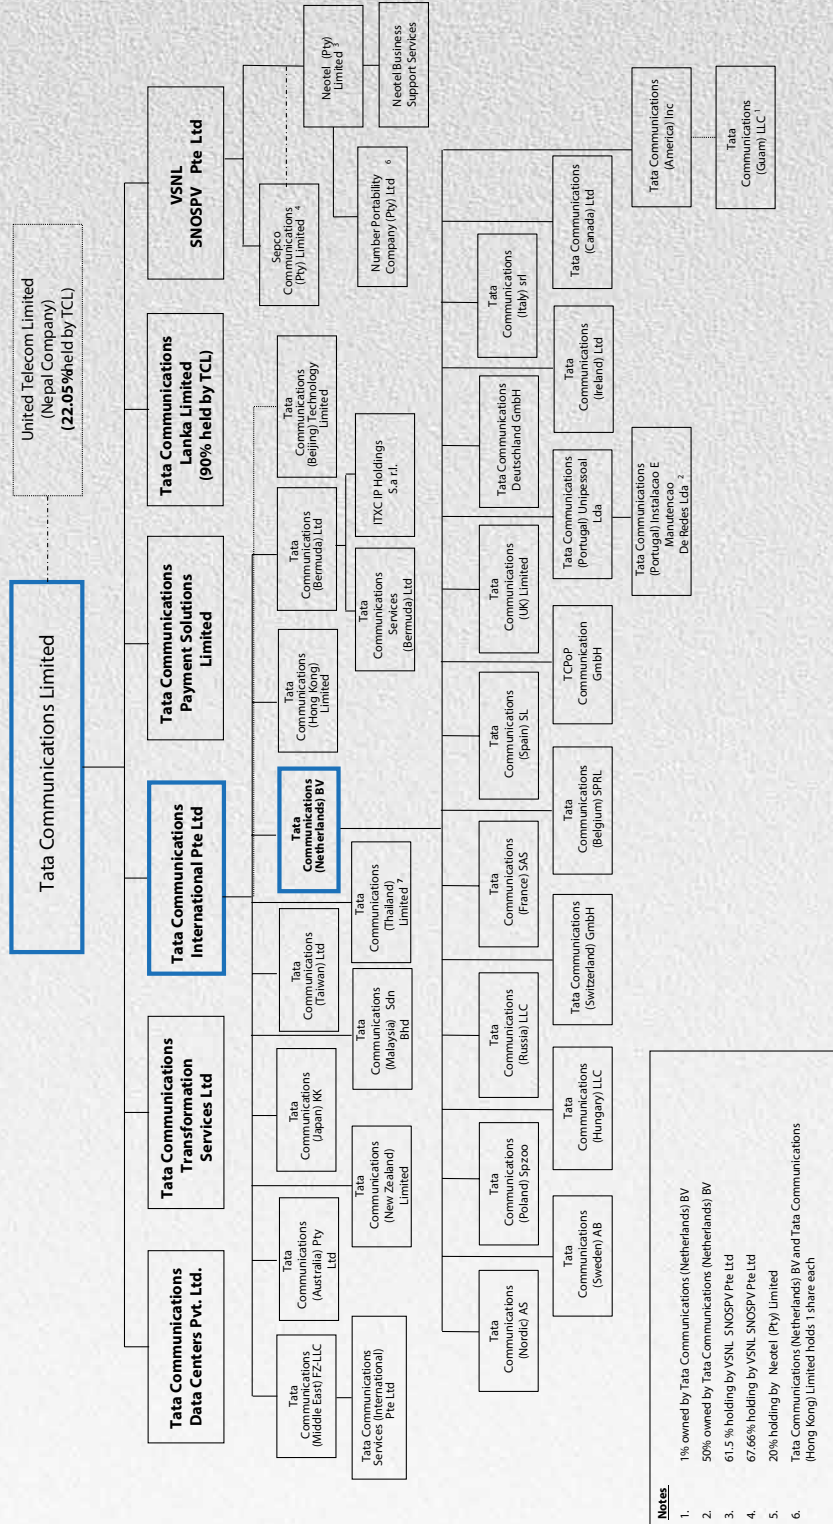 Tata Communications Limited
United Telecom Limited
(Nepal Company)
(22.05%held by TCL)
Tata Communications
Data Centers Pvt. Ltd.
Tata Communications
Transformation
Services Ltd
Tata Communications
International Pte Ltd
Tata Communications
Payment Solutions
Limited
Tata Communications
Lanka Limited
(90% held by TCL)
VSNL
SNOSPV Pte Ltd
Tata
Communications
(Middle East) FZ-LLC
Tata Communications
Services (International)
Pte Ltd
Tata
Communications
(Australia) Pty
Ltd
Tata
Communications
(New Zealand)
Limited
Tata
Communications
(Japan) KK
Tata
Communications
(Malaysia) Sdn
Bhd
Tata
Communications
(Taiwan) Ltd
Tata
Communications
(Thailand)
Limited 7
Tata
Communications
(Netherlands) BV
Tata
Communications
(Hong Kong)
Limited
Tata
Communications
(Bermuda) Ltd
Tata
Communications
Services
(Bermuda) Ltd
ITXC IP Holdings
S.a r.l.
Tata
Communications
(Beijing) Technology
Limited
Sepco
Communications
(Pty) Limited 4
Neotel (Pty)
Limited 3
Number Portability
Company (Pty) Ltd 6
Neotel Business
Support Services
Tata
Communications
(Nordic) AS
Tata
Communications
(Poland) Spzoo
Tata
Communications
(Russia) LLC
Tata
Communications
(France) SAS
Tata
Communications
(Spain) SL
Tata
Communications
(UK) Limited
Tata Communications
Deutschland GmbH
Tata
Communications
(Italy) srl
Tata
Communications
(Sweden) AB
Tata
Communications
(Hungary) LLC
Tata Communications
(Switzerland) GmbH
Tata
Communications
(Belgium) SPRL
TCPoP
Communication
GmbH
Tata Communications
(Portugal) Unipessoal
Lda
Tata
Communications
(Ireland) Ltd
Tata Communications
(Canada) Ltd
Tata Communications
(Portugal) Instalacao E
Manutencao
De Redes Lda 2
Tata Communications
(America) Inc
Tata
Communications
(Guam) LLC 1
Notes
1. 1% owned by Tata Communications (Netherlands) BV
2. 50% owned by Tata Communications (Netherlands) BV
3. 61.5 % holding by VSNL SNOSPV Pte Ltd
4. 67.66% holding by VSNL SNOSPV Pte Ltd
5. 20% holding by Neotel (Pty) Limited
6. Tata Communications (Netherlands) BV and Tata Communications
(Hong Kong) Limited holds 1 share each